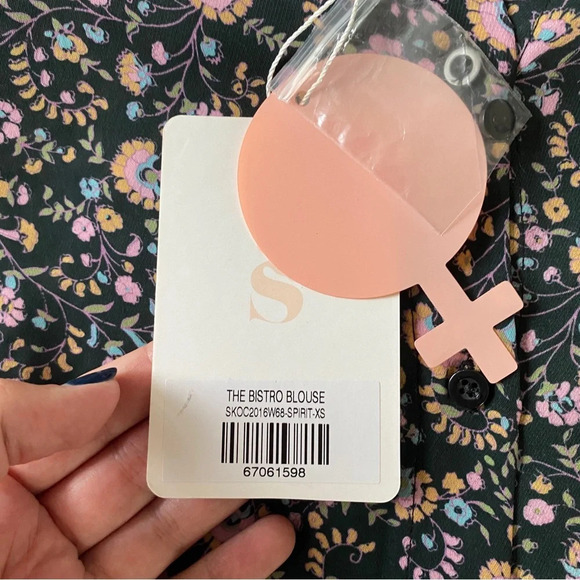 S
THE BISTRO BLOUSE
SKOC2016W68-SPIRIT-XS
67061598